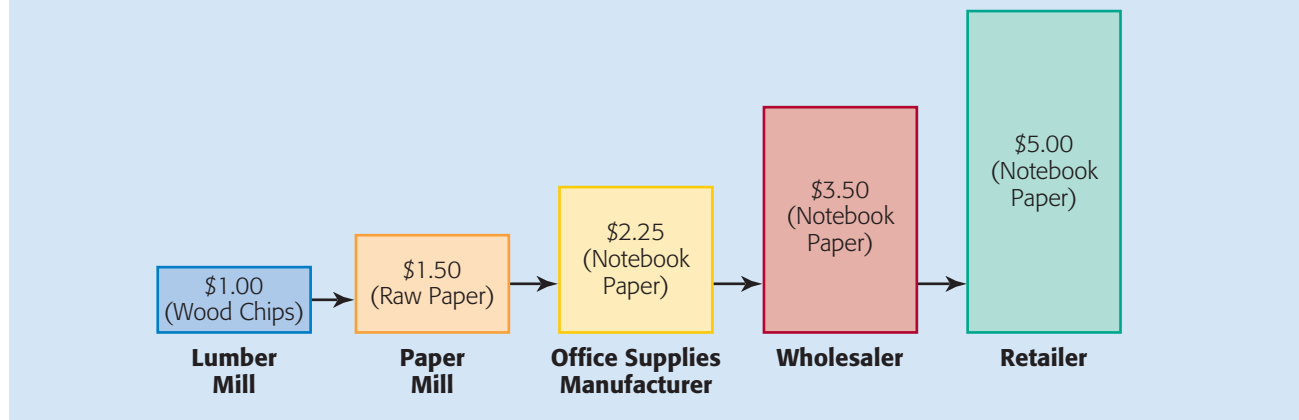 $1.00
(Wood Chips)
$1.50
(Raw Paper)
$2.25
(Notebook
Paper)
$3.50
(Notebook
Paper)
$5.00
(Notebook
Paper)
Lumber
Mill
Paper
Mill
Office Supplies
Manufacturer
Wholesaler
Retailer